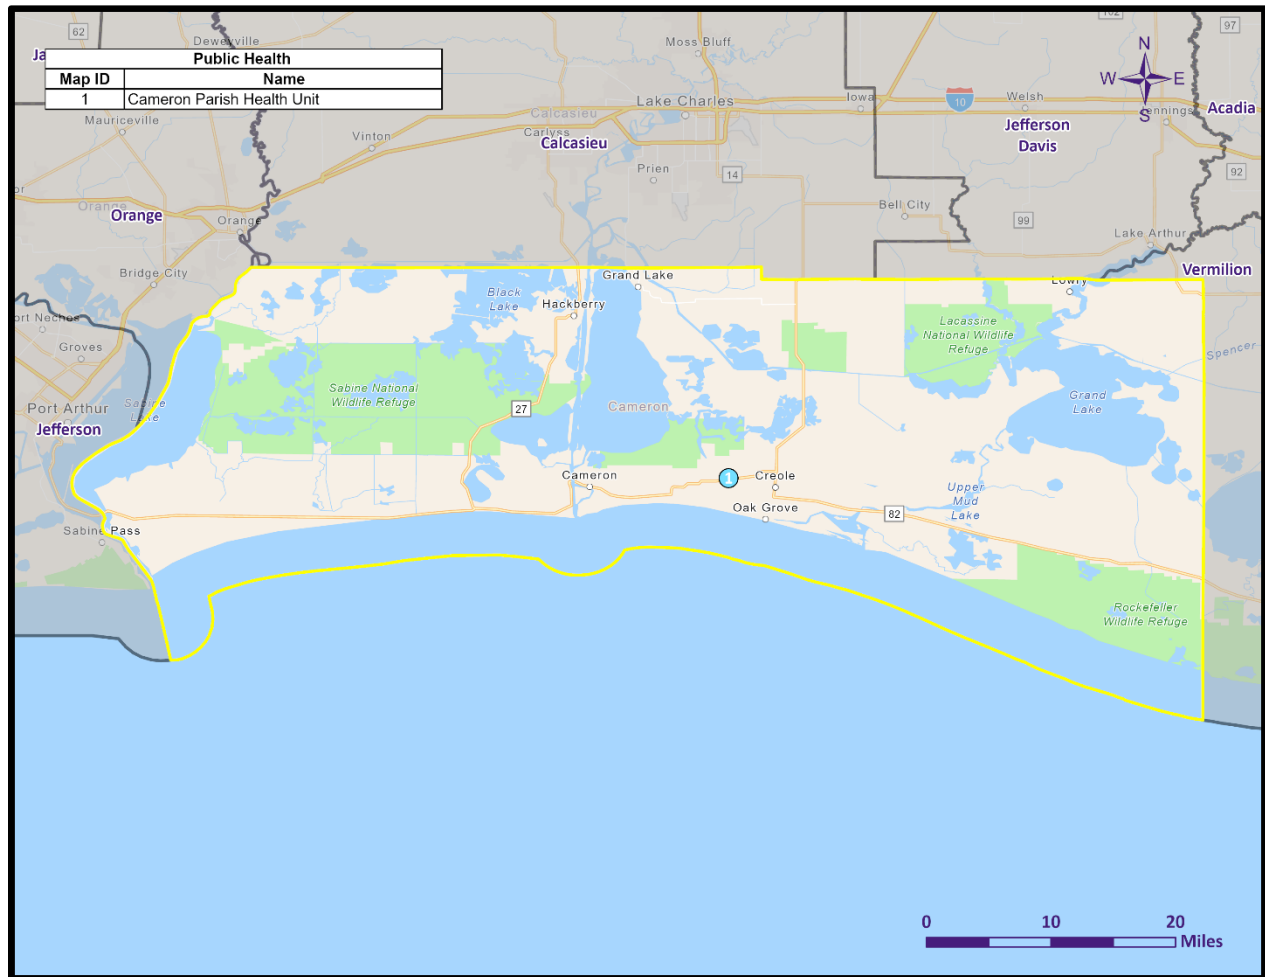 62
Deweyville
Moss Bluff
97
N
W E
S
Ja
Public Health
Map ID Name
1 Cameron Parish Health Unit
Mauriceville
Lake Charles
Iowa
10
Welsh
Jennings
Acadia
Calcasieu
Carlyss
Vinton
Calcasieu
Jefferson
Davis
Prien
14
92
Orange
Orange
Orange
Bell City
99
Lake Arthur
Bridge City
Vermilion
Grand Lake
Lowry
Black
Lake
Hackberry
ort Neches
Groves
Lacassine
National Wildlife
Refuge
Spencer
Sabine National
Wildlife Refuge
Sabine
Lake
Port Arthur
Jefferson
27
Cameron
Grand
Lake
Cameron
1
Creole
Upper
Mud
Lake
Oak Grove
82
Sabine Pass
Rockefeller
Wildlife Refuge
0 10 20
Miles